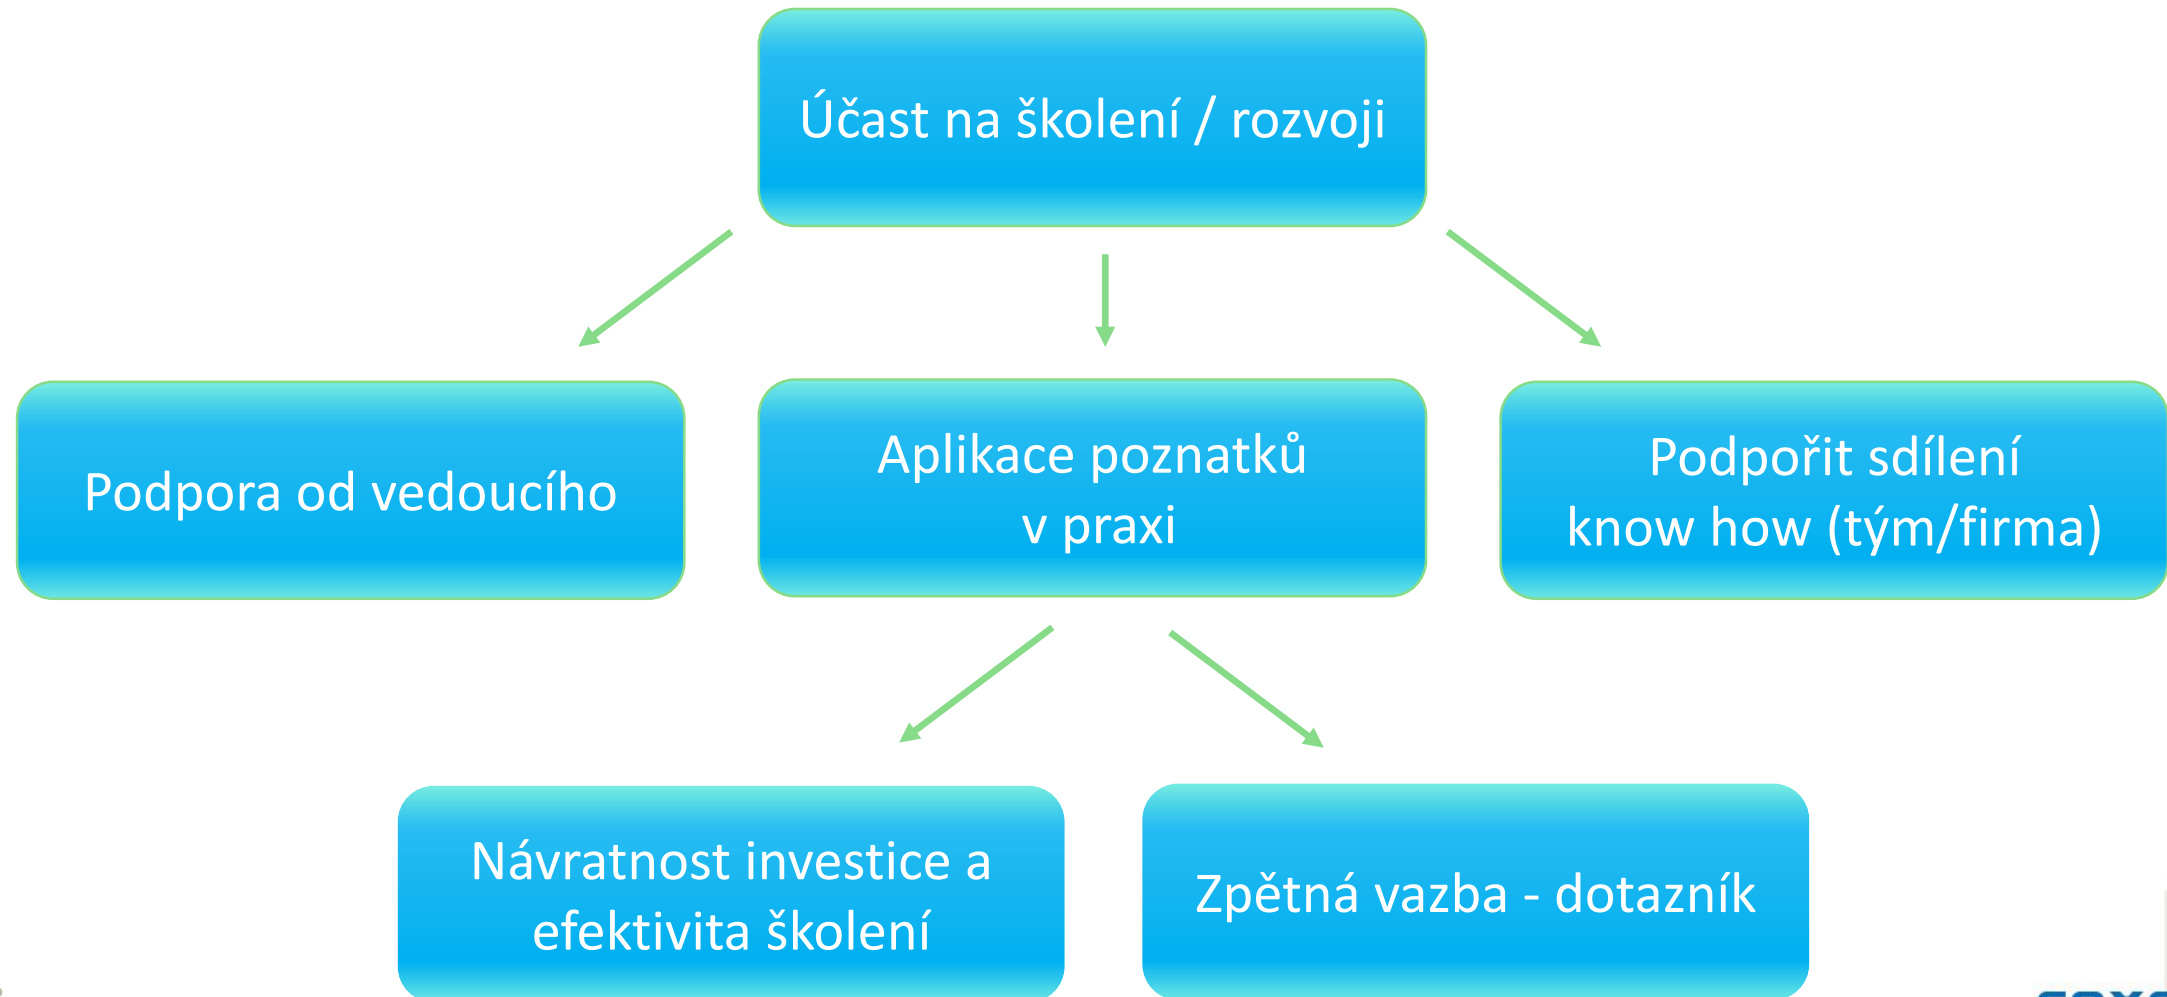 Účast na školení / rozvoji
Podpora od vedoucího
Aplikace poznatků
v praxi
Podpořit sdílení
know how (tým/firma)
Návratnost investice a
efektivita školení
Zpětná vazba - dotazník